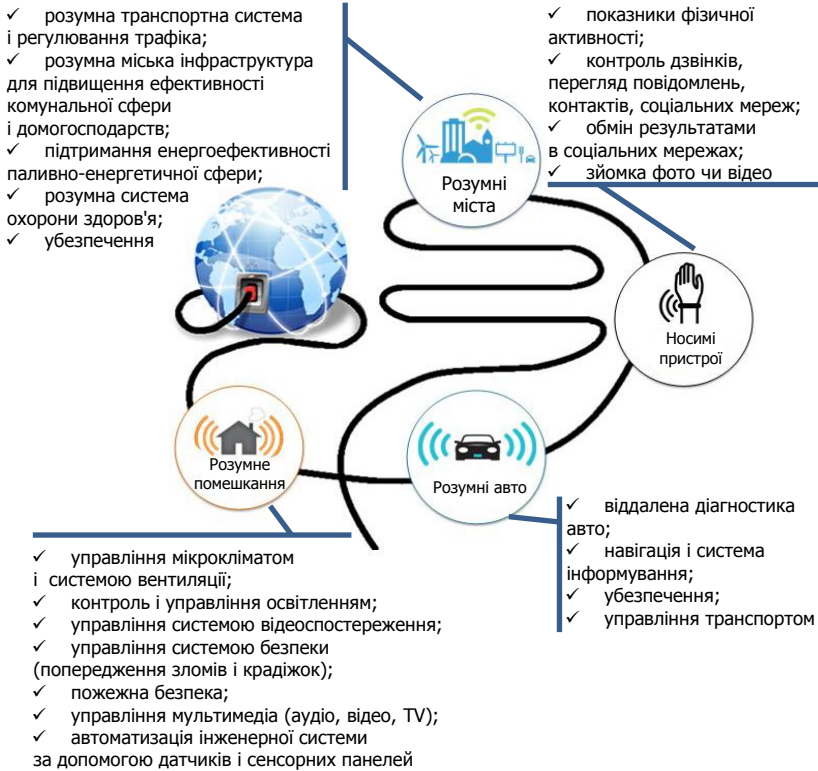 ✓ розумна транспортна система
і регулювання трафіка;
✓ розумна міська інфраструктура
для підвищення ефективності
комунальної сфери
і домогосподарств;
✓ підтримання енергоефективності
паливно-енергетичної сфери;
✓ розумна система
охорони здоров'я;
✓ убезпечення
✓ показники фізичної
активності;
✓ контроль дзвінків,
перегляд повідомлень,
контактів, соціальних мереж;
✓ обмін результатами
в соціальних мережах;
✓ зйомка фото чи відео
Розумні
міста
Носимі
пристрої
Розумне
помешкання
Розумні авто
✓ віддалена діагностика
авто;
✓ навігація і система
інформування;
✓ убезпечення;
✓ управління транспортом
✓ управління мікрокліматом
і системою вентиляції;
✓ контроль і управління освітленням;
✓ управління системою відеоспостереження;
✓ управління системою безпеки
(попередження зломів і крадіжок);
✓ пожежна безпека;
✓ управління мультимедіа (аудіо, відео, TV);
✓ автоматизація інженерної системи
за допомогою датчиків і сенсорних панелей